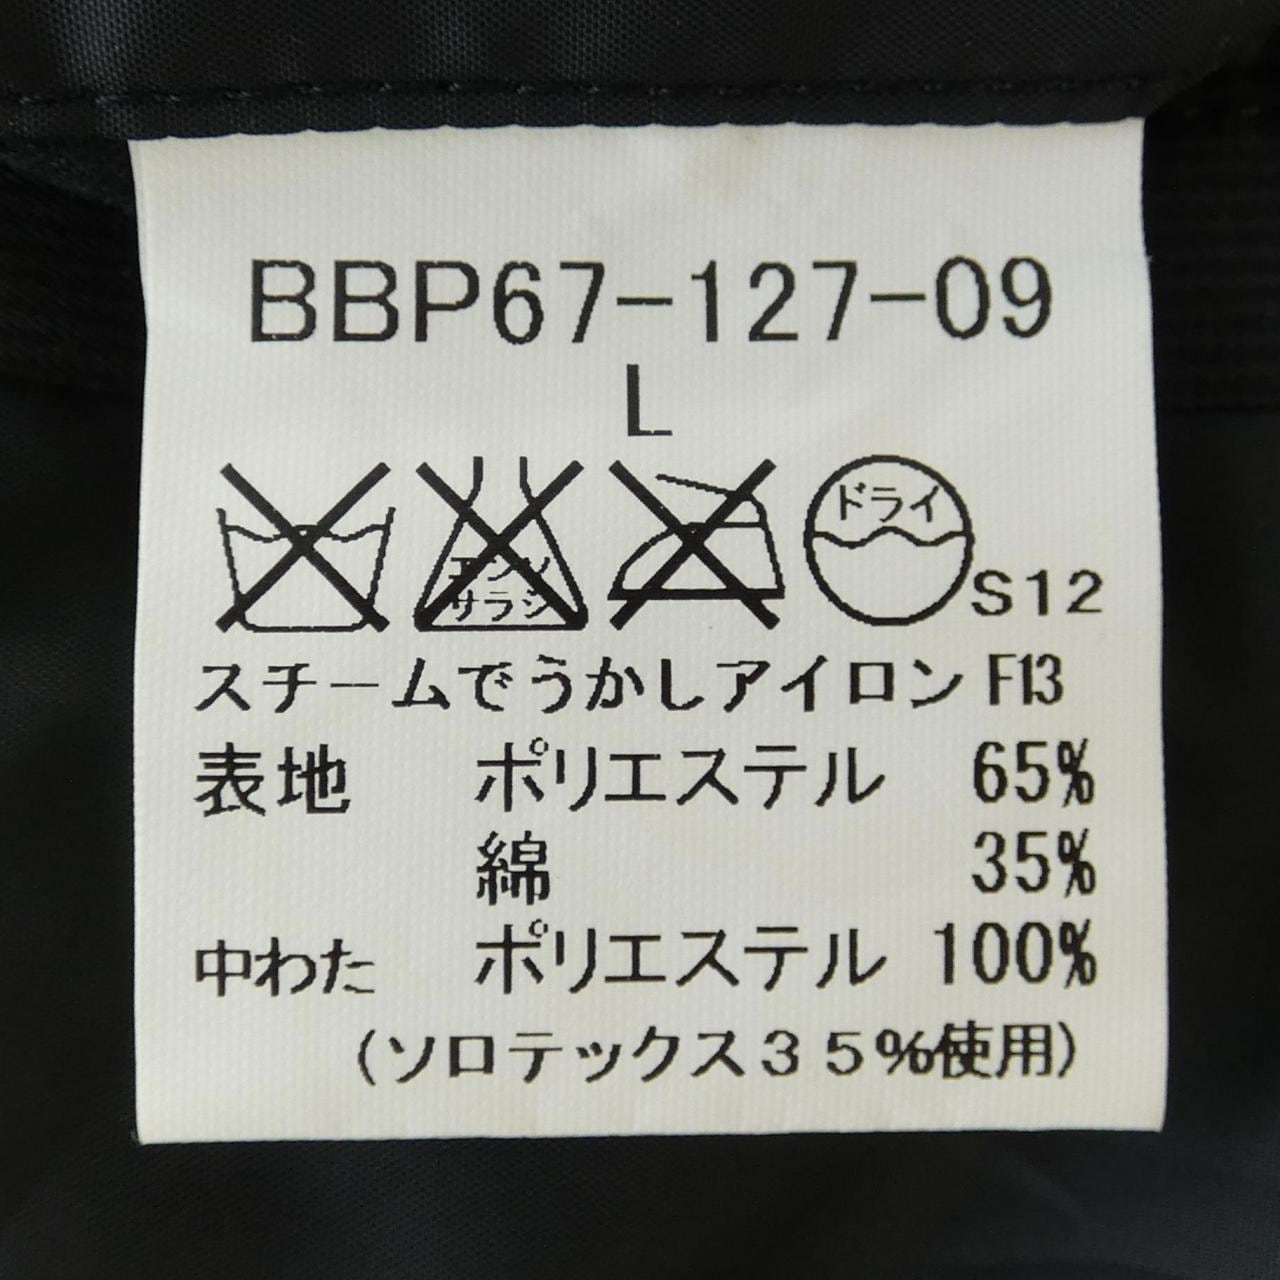 BBP67-127-09
L
エンソ
サラシ
ドライ
S12
スチームでうかしアイロン F13
表地 ポリエステル 65%
綿 35%
中わた ポリエステル 100%
(ソロテックス35%使用)